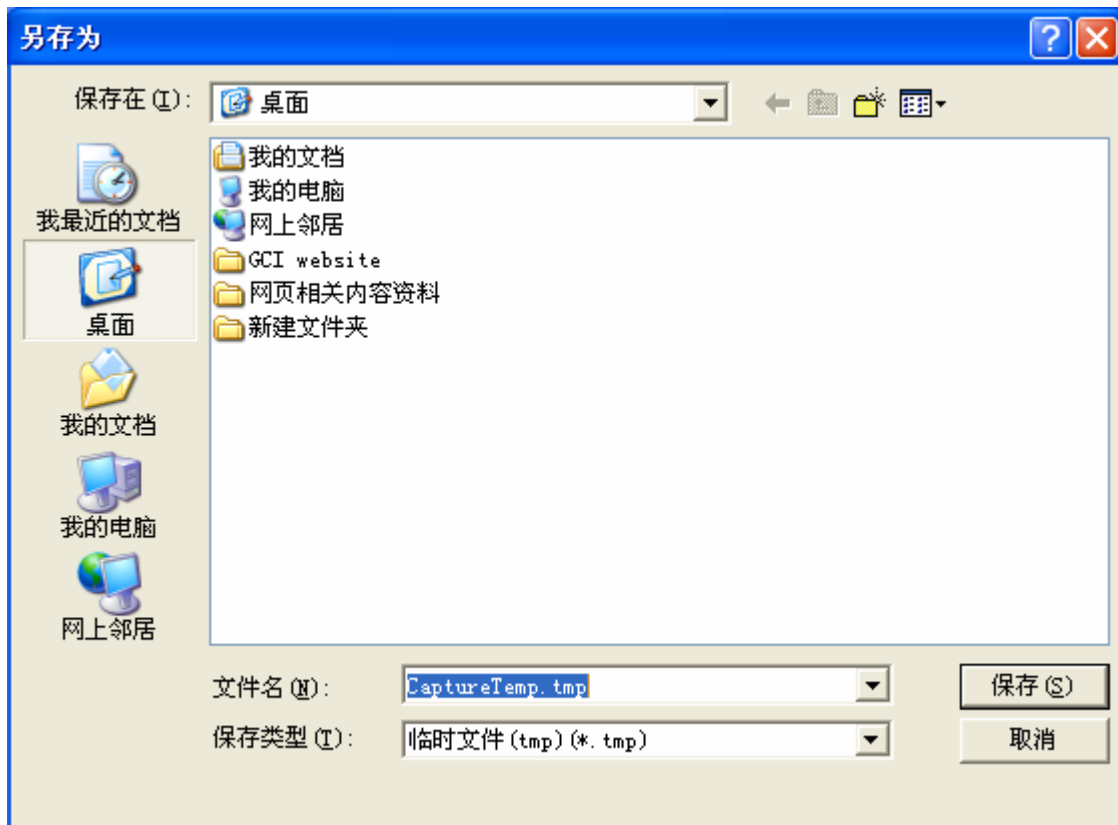 另存为
保存在(I):
桌面
我最近的文档
桌面
我的文档
我的电脑
网上邻居
我的文档
我的电脑
网上邻居
GCI website
网页相关内容资料
新建文件夹
文件名(N):
CaptureTemp.tmp
保存(S)
保存类型(T):
临时文件(tmp)(*.tmp)
取消